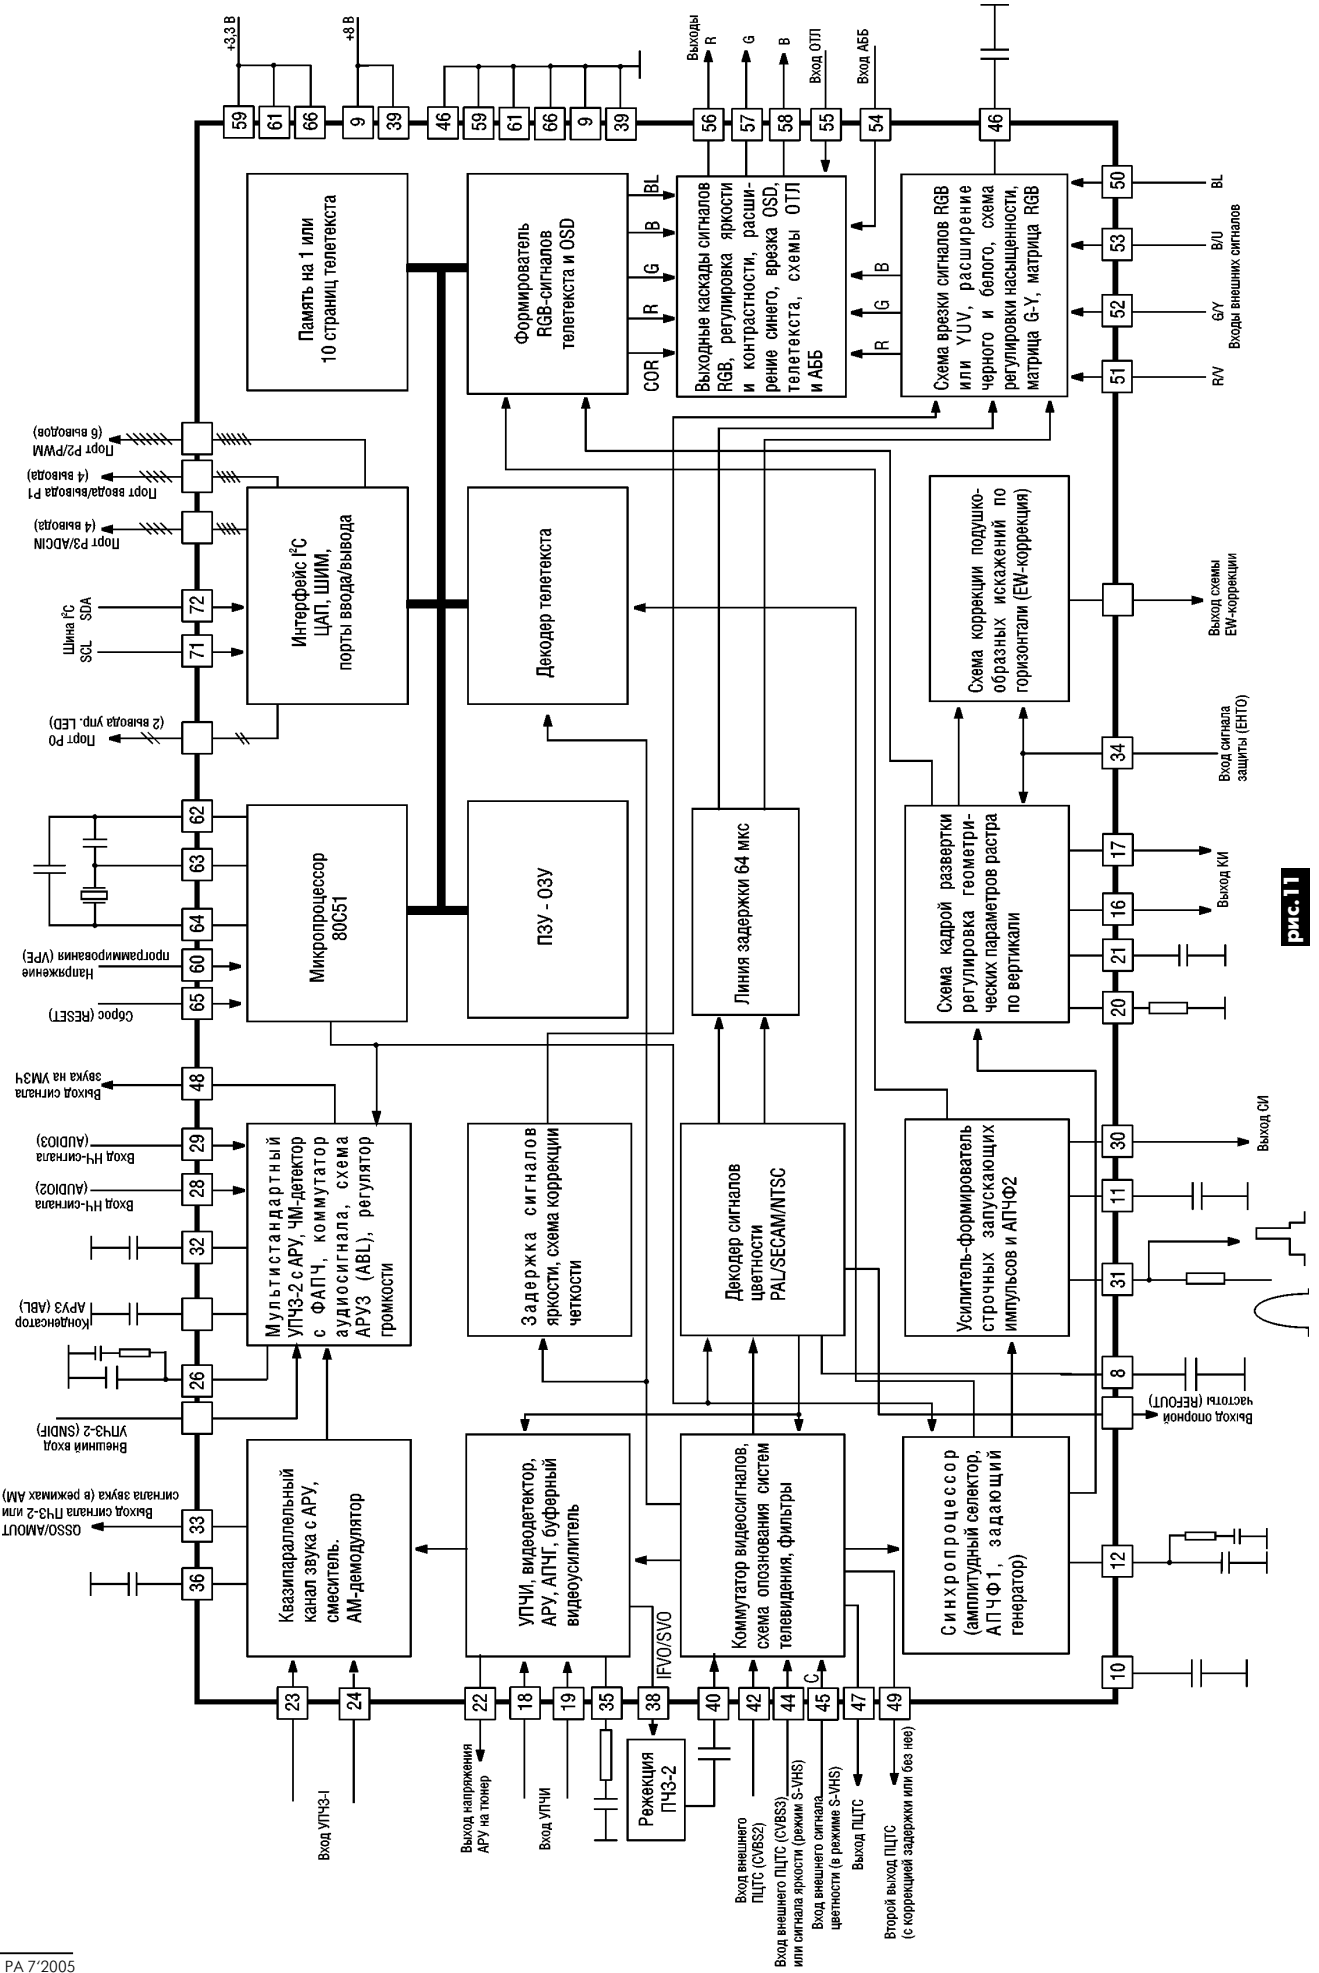 +3,3 В
+8 В
59
61
66
9
39
46
59
61
66
9
39
Выходы
R
G
B
Вход ОТЛ
Вход АББ
56
57
58
55
54
46
Память на 1 или
10 страниц телетекста
Формирователь
RGB-сигналов
телетекста и OSD
COR
R
G
B
BL
Выходные каскады сигналов
RGB, регулировка яркости
и контрастности, расши-
рение синего, врезка OSD,
телетекста, схемы ОТЛ
и АББ
R
G
B
Схема врезки сигналов RGB
или YUV, расширение
черного и белого, схема
регулировки насыщенности,
матрица G-Y, матрица RGB
50
53
52
51
BL
B/U
G/Y
R/V
Входы внешних сигналов
Порт P2/PWM
(6 выводов)
Порт ввода/вывода P1
(4 вывода)
Порт P3/ADCIN
(4 вывода)
Шина I²C
SCL
SDA
72
71
Порт P0
(2 вывода упр. LED)
Интерфейс I²C
ЦАП, ШИМ,
порты ввода/вывода
Декодер телетекста
Схема коррекции подушко-
образных искажений по
горизонтали (EW-коррекция)
Выход схемы
EW-коррекции
34
Вход сигнала
защиты (EHTO)
62
63
64
60
65
Напряжение
программирования (VPE)
Сброс (RESET)
Микропроцессор
80C51
ПЗУ - ОЗУ
Линия задержки 64 мкс
Схема кадрой развертки
регулировка геометри-
ческих параметров растра
по вертикали
17
16
21
20
Выход КИ
Выход сигнала
звука на УМЗЧ
48
29
28
32
26
Вход НЧ-сигнала
(AUDIO3)
Вход НЧ-сигнала
(AUDIO2)
Конденсатор
АРУЗ (ABL)
Внешний вход
УПЧЗ-2 (SNDIF)
Мультистандартный
УПЧЗ-2 с АРУ, ЧМ-детектор
с ФАПЧ, коммутатор
аудиосигнала, схема
АРУЗ (ABL), регулятор
громкости
Задержка сигналов
яркости, схема коррекции
четкости
Декодер сигналов
цветности
PAL/SECAM/NTSC
Усилитель-формирователь
строчных запускающих
импульсов и АПЧФ2
30
11
31
8
Выход СИ
Выход опорной
частоты (REFOUT)
QSSO/AMOUT
Выход сигнала ПЧЗ-2 или
сигнала звука (в режимах АМ)
33
36
Квазипараллельный
канал звука с АРУ,
смеситель.
АМ-демодулятор
УПЧИ, видеодетектор,
АРУ, АПЧГ, буферный
видеоусилитель
Коммутатор видеосигналов,
схема опознования систем
телевидения, фильтры
Синхропроцессор
(амплитудный селектор,
АПЧФ1, задающий
генератор)
12
10
IFVO/SVO
C
23
24
22
18
19
35
38
40
42
44
45
47
49
Вход УПЧЗ-I
Выход напряжения
АРУ на тюнер
Вход УПЧИ
Режекция
ПЧЗ-2
Вход внешнего
ПЦТС (CVBS2)
Вход внешнего ПЦТС (CVBS3)
или сигнала яркости (режим S-VHS)
Вход внешнего сигнала
цветности (в режиме S-VHS)
Выход ПЦТС
Второй выход ПЦТС
(с коррекцией задержки или без нее)
рис.11
РА 7'2005